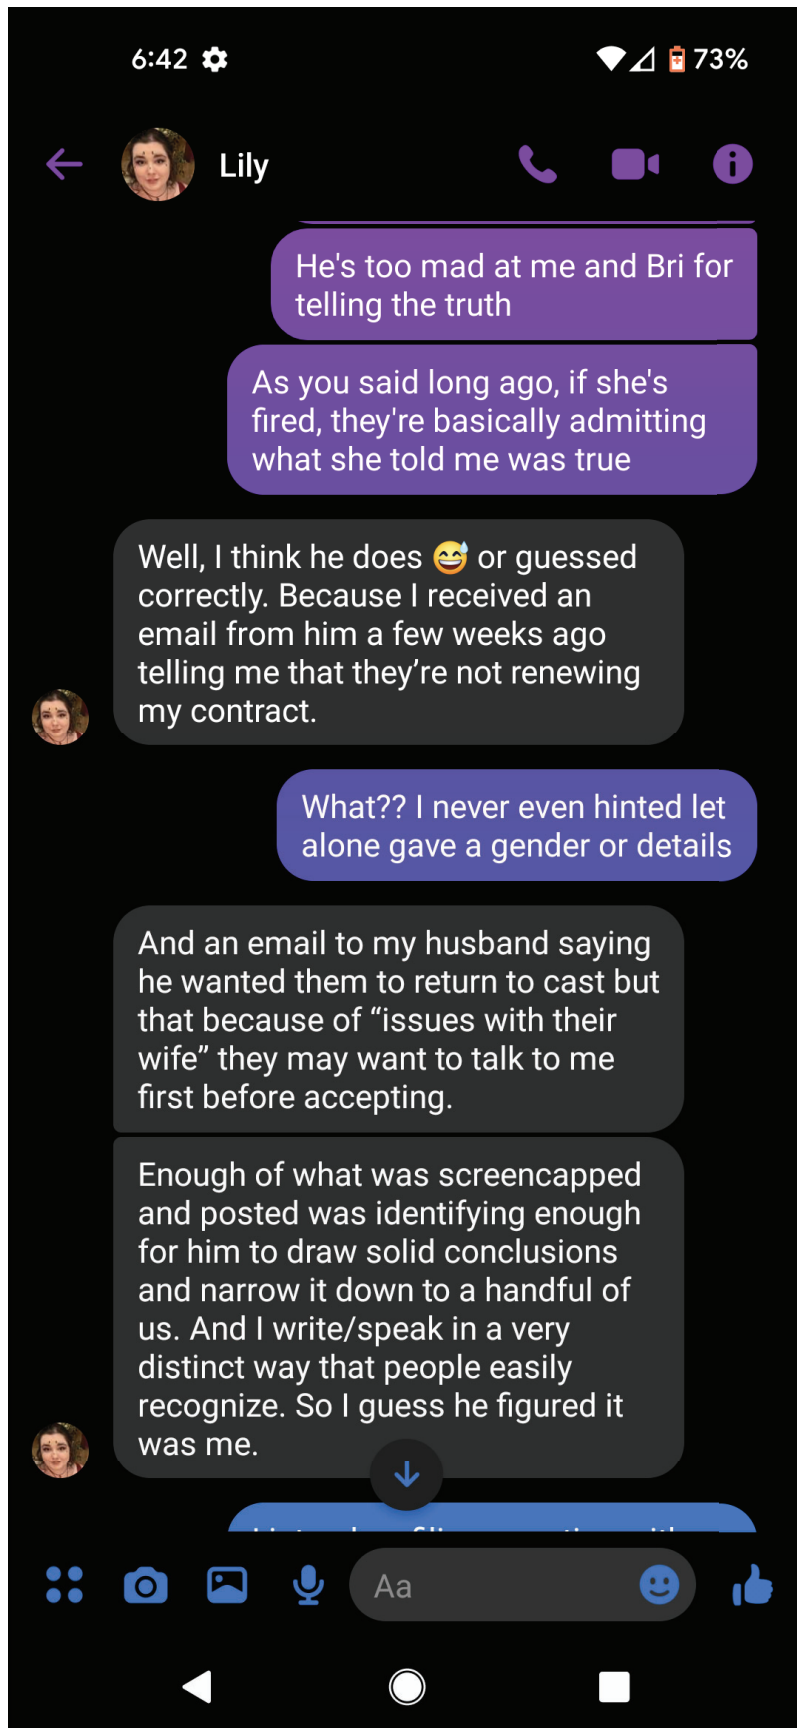 6:42 73%
Lily
He's too mad at me and Bri for
telling the truth
As you said long ago, if she's
fired, they're basically admitting
what she told me was true
Well, I think he does 😅 or guessed
correctly. Because I received an
email from him a few weeks ago
telling me that they’re not renewing
my contract.
What?? I never even hinted let
alone gave a gender or details
And an email to my husband saying
he wanted them to return to cast but
that because of “issues with their
wife” they may want to talk to me
first before accepting.
Enough of what was screencapped
and posted was identifying enough
for him to draw solid conclusions
and narrow it down to a handful of
us. And I write/speak in a very
distinct way that people easily
recognize. So I guess he figured it
was me.
Aa